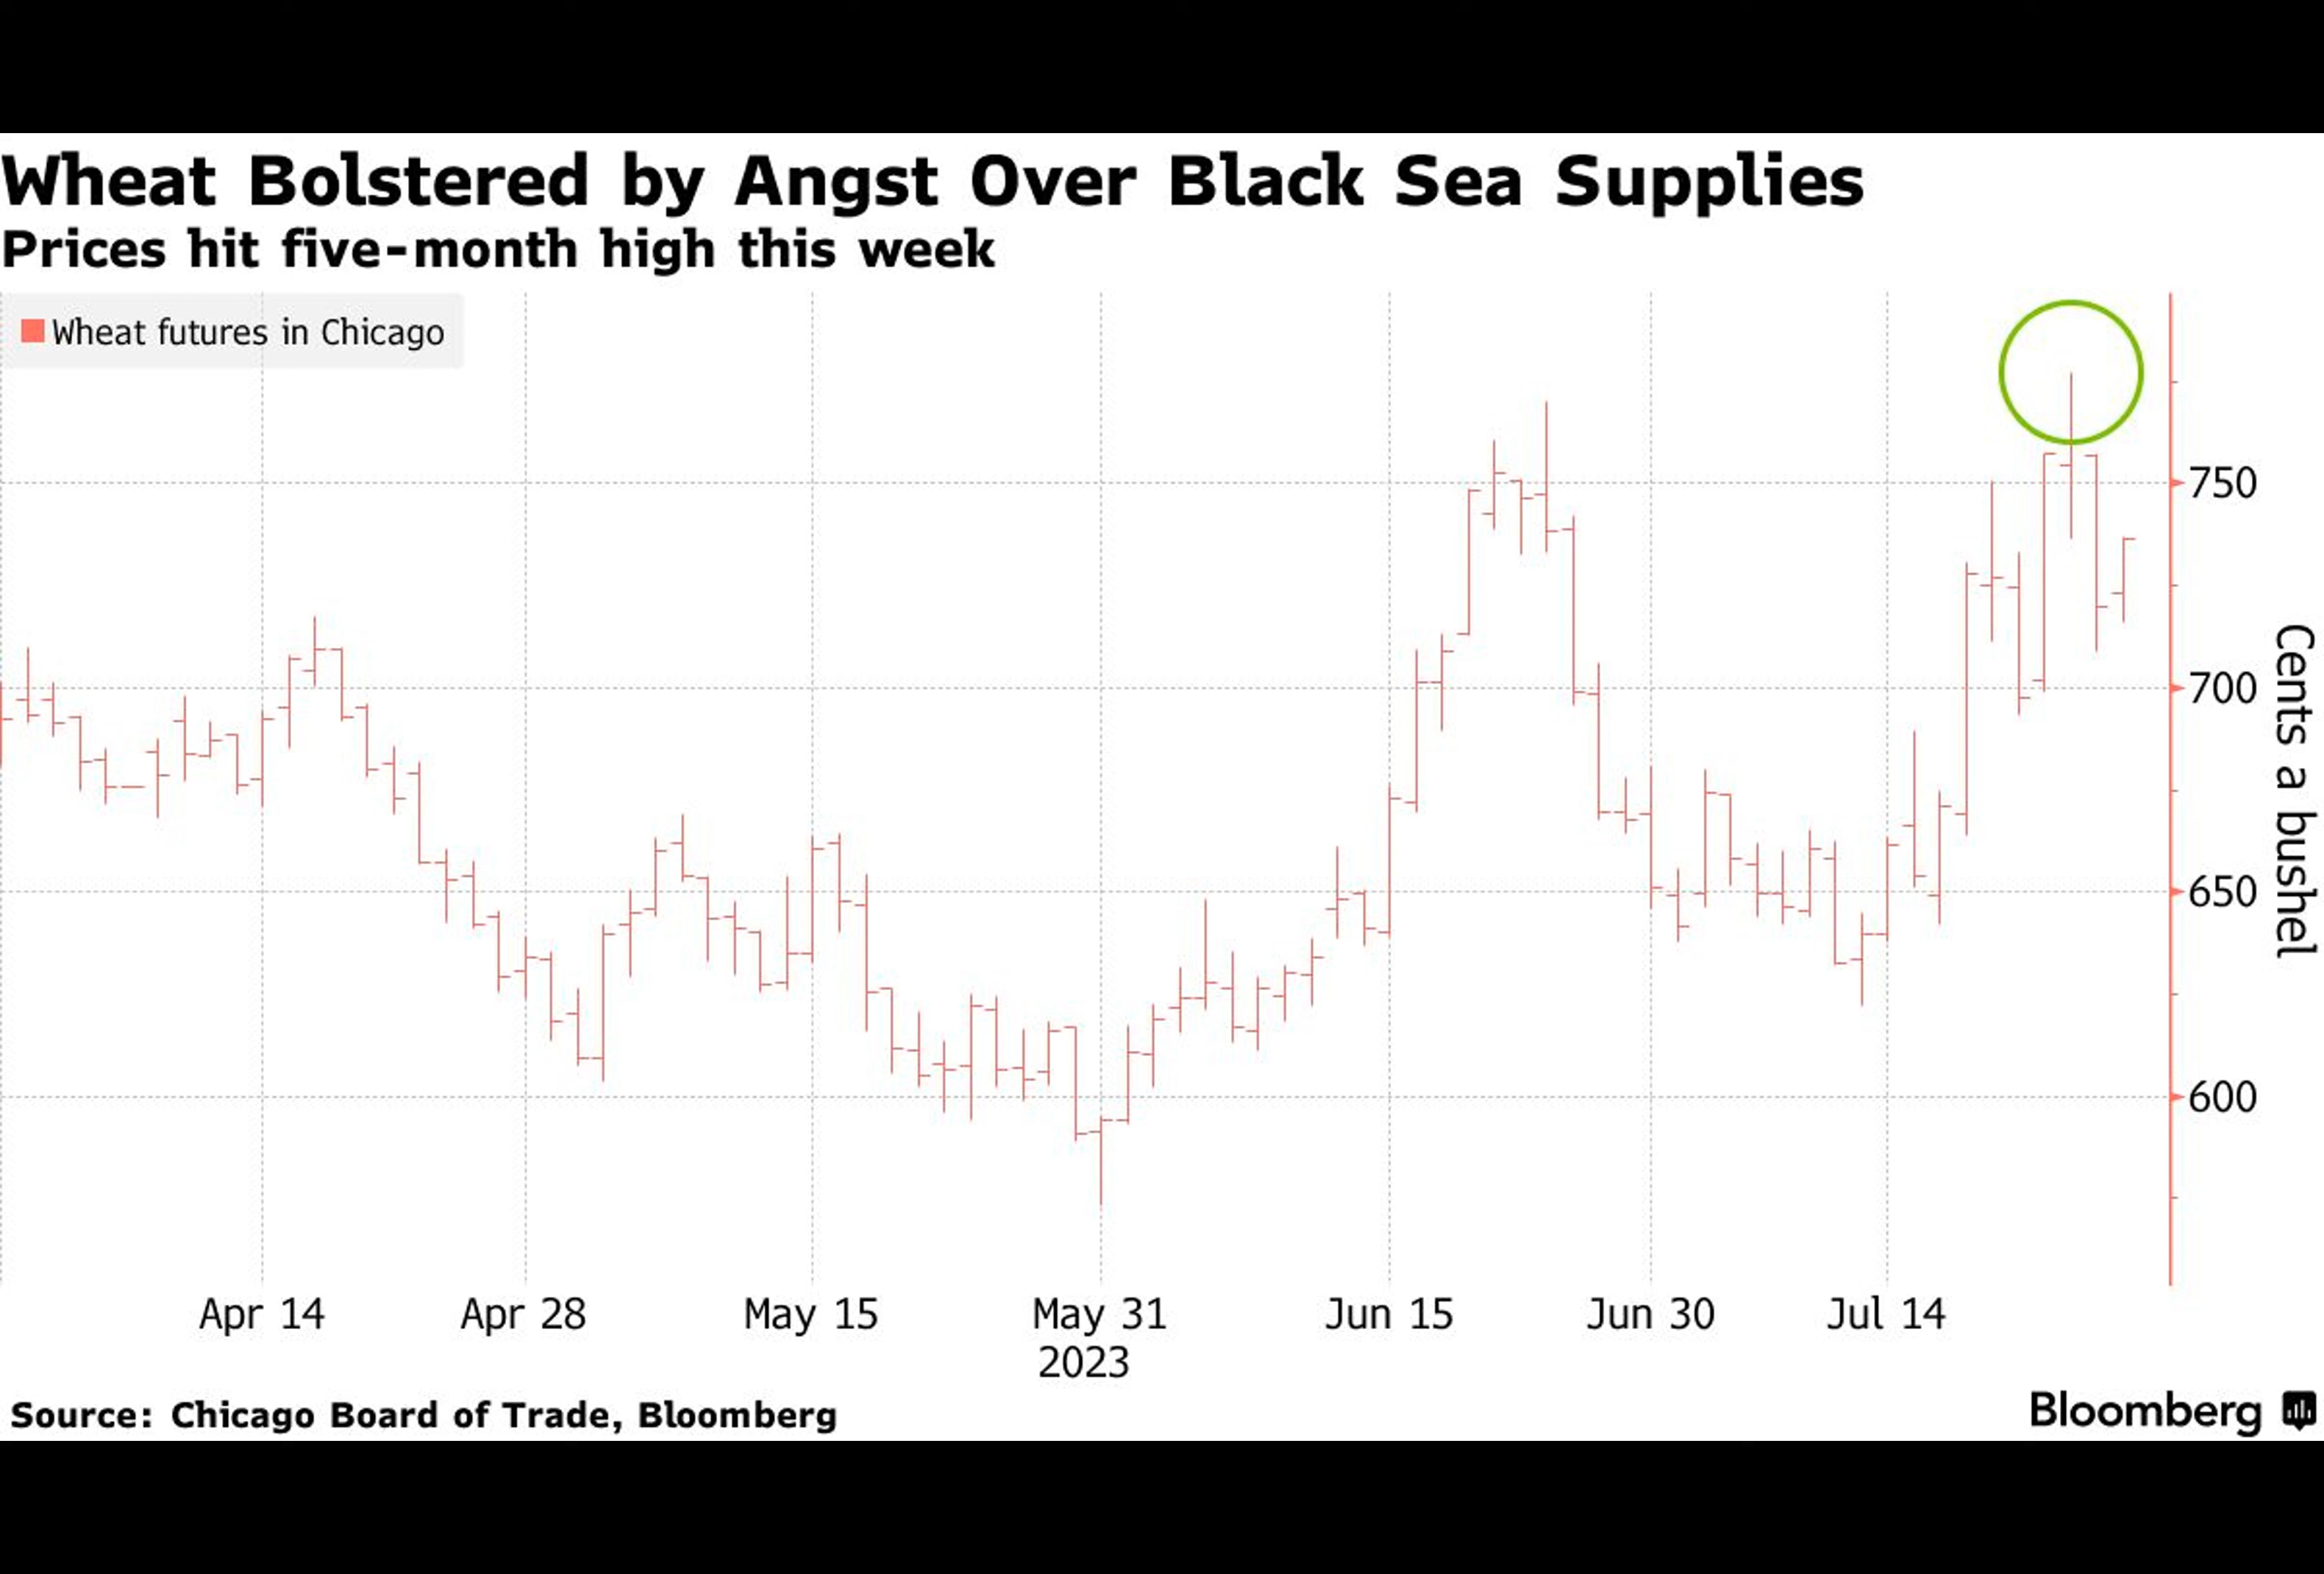 Wheat Bolstered by Angst Over Black Sea Supplies
Prices hit five-month high this week
Wheat futures in Chicago
750
700
650
600
Cents a bushel
Apr 14
Apr 28
May 15
May 31
Jun 15
Jun 30
Jul 14
2023
Source: Chicago Board of Trade, Bloomberg
Bloomberg